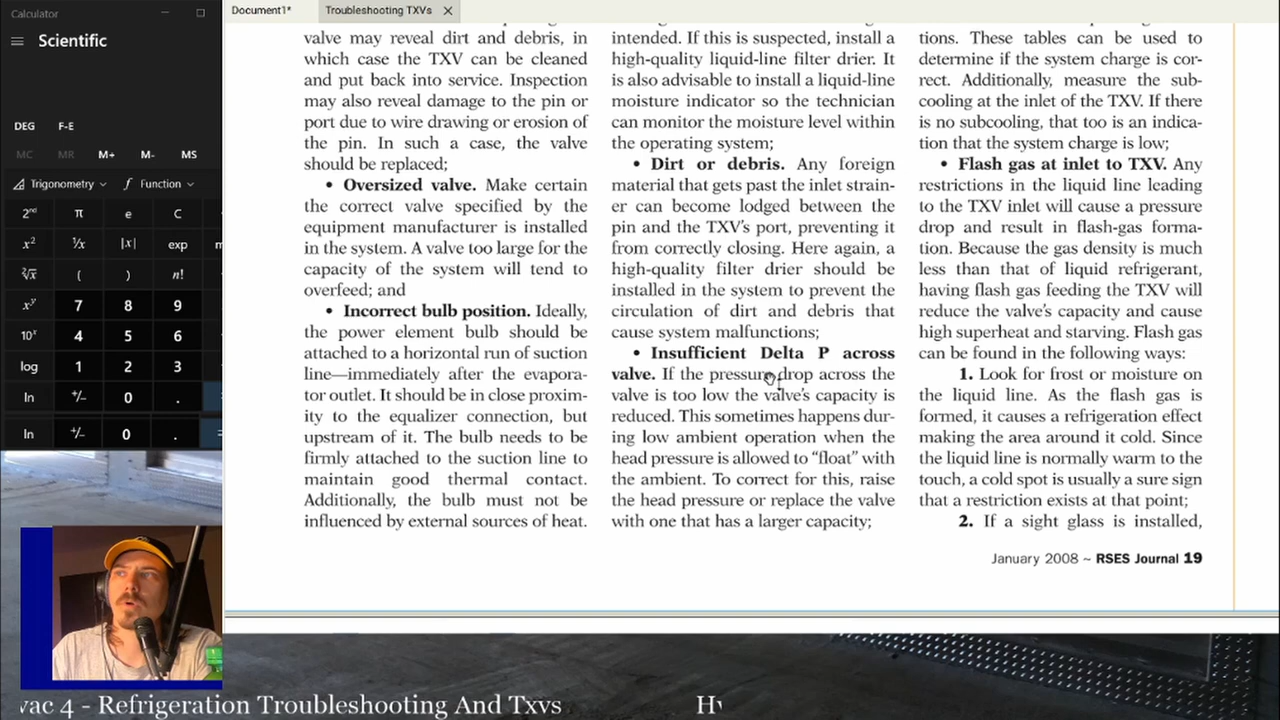 Calculator
Scientific
DEG
F-E
MC
MR
M+
M-
MS
Trigonometry
Function
2nd
π
e
C
x²
¹/x
|x|
exp
m
²√x
(
)
n!
xʸ
7
8
9
10ˣ
4
5
6
log
1
2
3
ln
+/-
0
.
ln
+/-
0
.
Document1*
Troubleshooting TXVs
valve may reveal dirt and debris, in
which case the TXV can be cleaned
and put back into service. Inspection
may also reveal damage to the pin or
port due to wire drawing or erosion of
the pin. In such a case, the valve
should be replaced;
• Oversized valve. Make certain
the correct valve specified by the
equipment manufacturer is installed
in the system. A valve too large for the
capacity of the system will tend to
overfeed; and
• Incorrect bulb position. Ideally,
the power element bulb should be
attached to a horizontal run of suction
line—immediately after the evapora-
tor outlet. It should be in close proxim-
ity to the equalizer connection, but
upstream of it. The bulb needs to be
firmly attached to the suction line to
maintain good thermal contact.
Additionally, the bulb must not be
influenced by external sources of heat.
intended. If this is suspected, install a
high-quality liquid-line filter drier. It
is also advisable to install a liquid-line
moisture indicator so the technician
can monitor the moisture level within
the operating system;
• Dirt or debris. Any foreign
material that gets past the inlet strain-
er can become lodged between the
pin and the TXV's port, preventing it
from correctly closing. Here again, a
high-quality filter drier should be
installed in the system to prevent the
circulation of dirt and debris that
cause system malfunctions;
• Insufficient Delta P across
valve. If the pressure drop across the
valve is too low the valve's capacity is
reduced. This sometimes happens dur-
ing low ambient operation when the
head pressure is allowed to “float” with
the ambient. To correct for this, raise
the head pressure or replace the valve
with one that has a larger capacity;
tions. These tables can be used to
determine if the system charge is cor-
rect. Additionally, measure the sub-
cooling at the inlet of the TXV. If there
is no subcooling, that too is an indica-
tion that the system charge is low;
• Flash gas at inlet to TXV. Any
restrictions in the liquid line leading
to the TXV inlet will cause a pressure
drop and result in flash-gas forma-
tion. Because the gas density is much
less than that of liquid refrigerant,
having flash gas feeding the TXV will
reduce the valve's capacity and cause
high superheat and starving. Flash gas
can be found in the following ways:
1. Look for frost or moisture on
the liquid line. As the flash gas is
formed, it causes a refrigeration effect
making the area around it cold. Since
the liquid line is normally warm to the
touch, a cold spot is usually a sure sign
that a restriction exists at that point;
2. If a sight glass is installed,
January 2008 ~ RSES Journal 19
vac 4 - Refrigeration Troubleshooting And Txvs
Hv